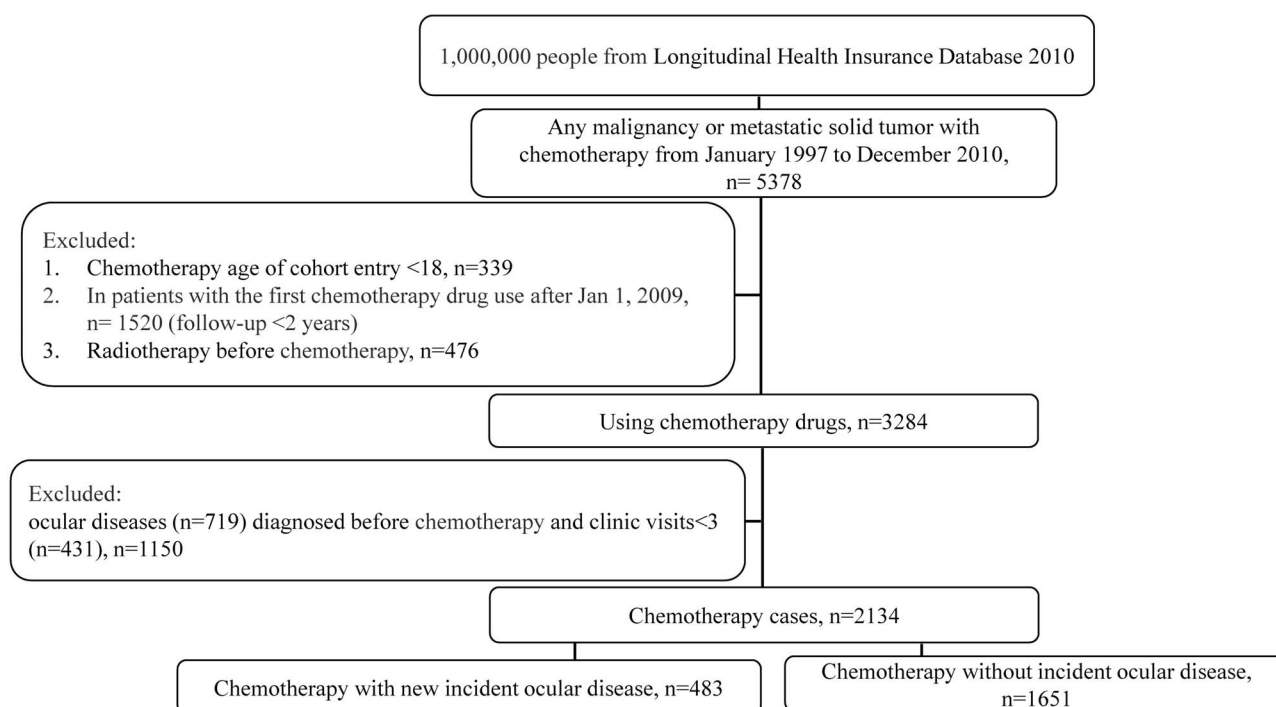 1,000,000 people from Longitudinal Health Insurance Database 2010
Any malignancy or metastatic solid tumor with
chemotherapy from January 1997 to December 2010,
n= 5378
Excluded:
1. Chemotherapy age of cohort entry <18, n=339
2. In patients with the first chemotherapy drug use after Jan 1, 2009,
n= 1520 (follow-up <2 years)
3. Radiotherapy before chemotherapy, n=476
Using chemotherapy drugs, n=3284
Excluded:
ocular diseases (n=719) diagnosed before chemotherapy and clinic visits<3
(n=431), n=1150
Chemotherapy cases, n=2134
Chemotherapy with new incident ocular disease, n=483
Chemotherapy without incident ocular disease,
n=1651